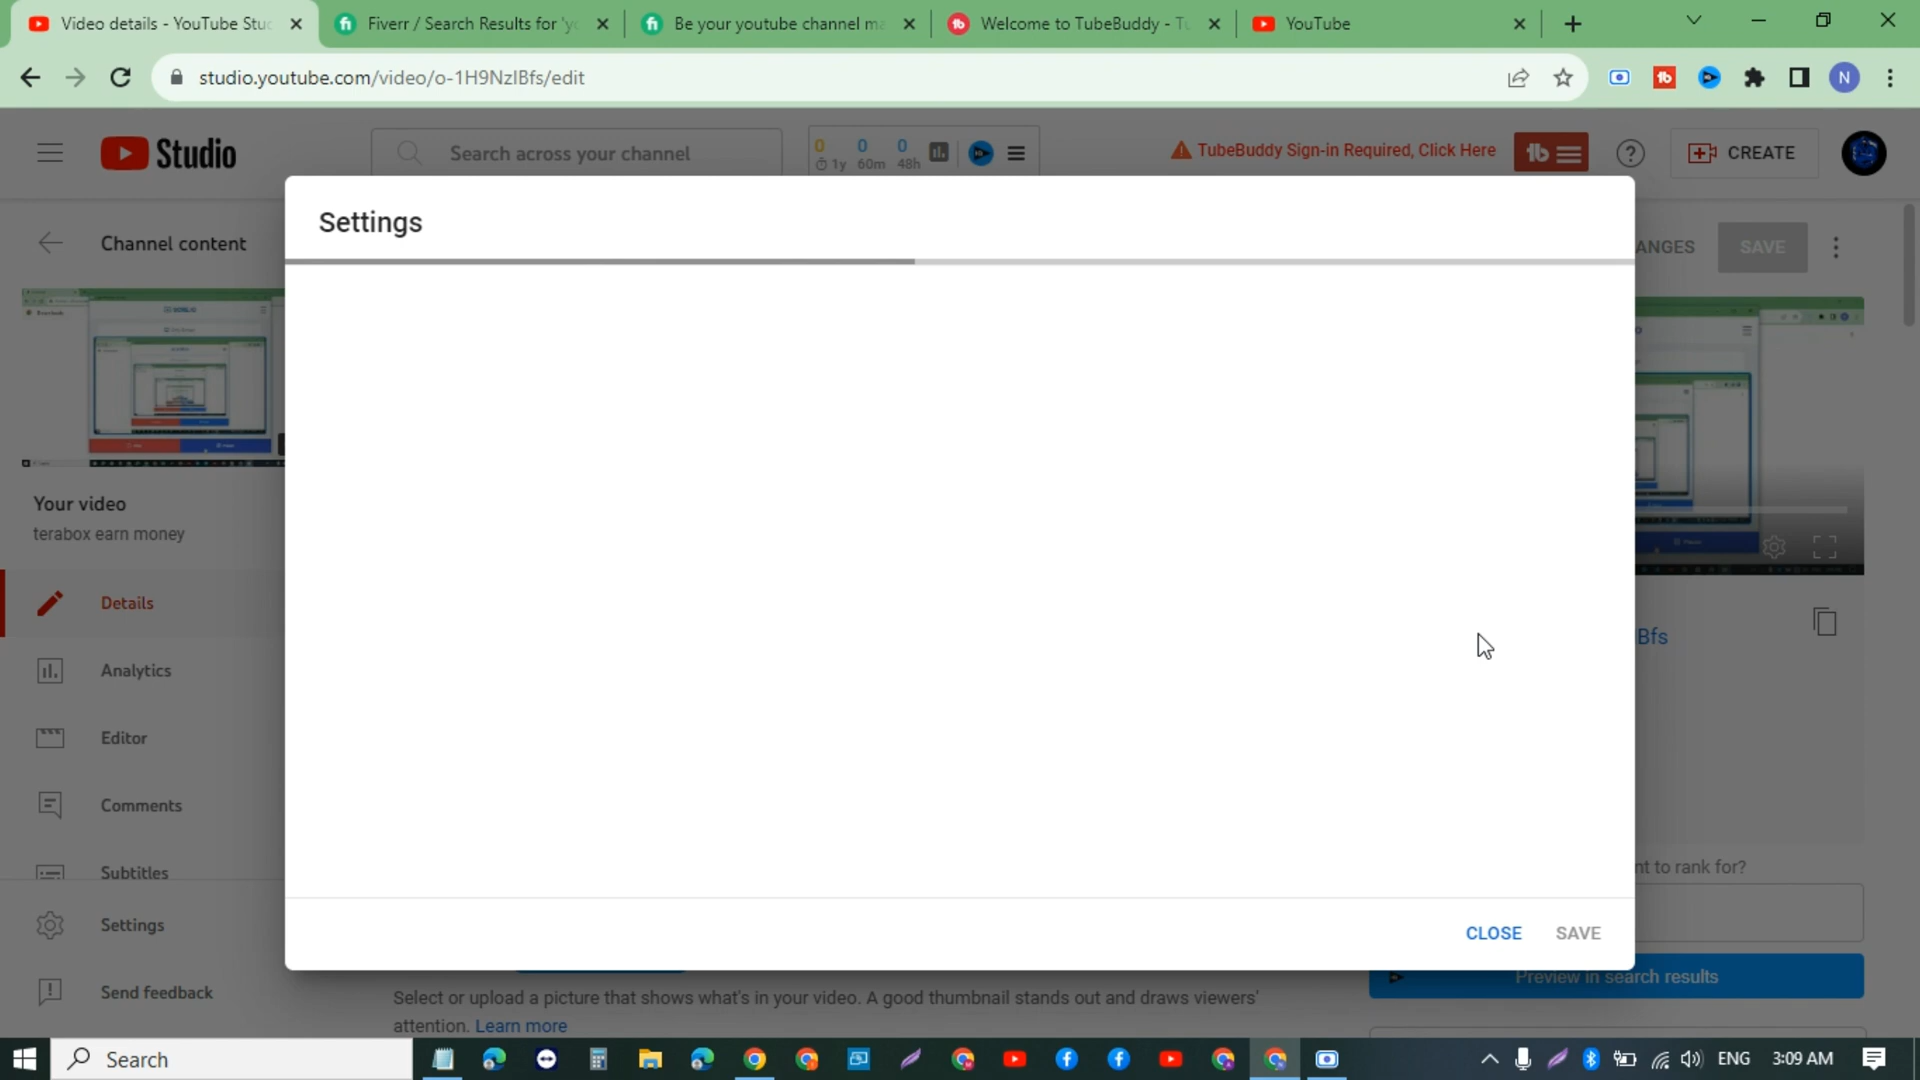 Video details - YouTube Stud
Fiverr / Search Results for 'yo
Be your youtube channel ma
Welcome to TubeBuddy - Tu
YouTube
studio.youtube.com/video/o-1H9NzIBfs/edit
N
Studio
Search across your channel
0 0 0
1y 60m 48h
TubeBuddy Sign-in Required, Click Here
CREATE
Channel content
Settings
ANGES
SAVE
Your video
terabox earn money
Details
Bfs
Analytics
Editor
Comments
Subtitles
nt to rank for?
Settings
CLOSE
SAVE
Preview in search results
Send feedback
Select or upload a picture that shows what's in your video. A good thumbnail stands out and draws viewers'
attention. Learn more
Search
ENG
3:09 AM